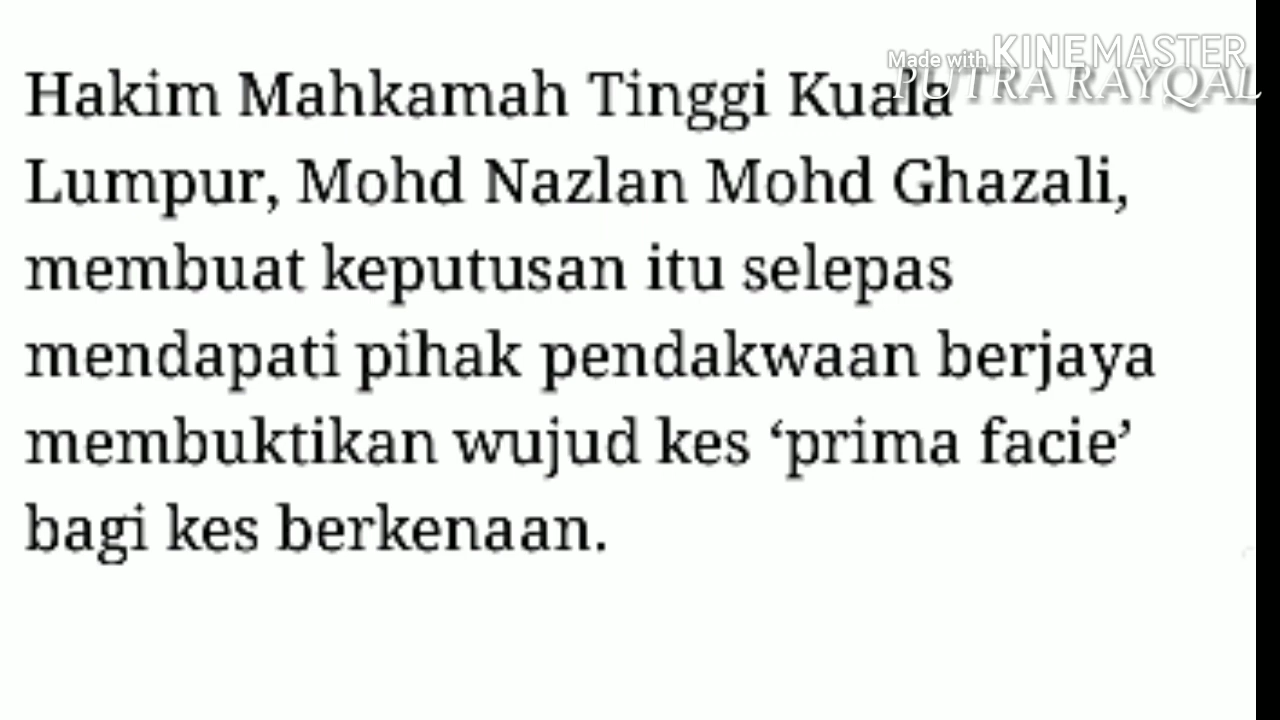 Made with KINEMASTER
PUTRA RAYQAL
Hakim Mahkamah Tinggi Kuala
Lumpur, Mohd Nazlan Mohd Ghazali,
membuat keputusan itu selepas
mendapati pihak pendakwaan berjaya
membuktikan wujud kes ‘prima facie’
bagi kes berkenaan.